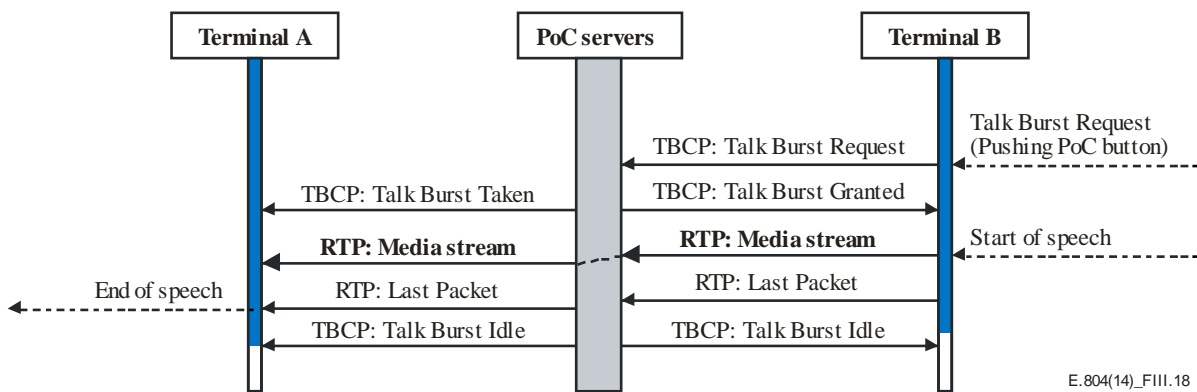 Terminal A
PoC servers
Terminal B
Talk Burst Request
(Pushing PoC button)
TBCP: Talk Burst Request
TBCP: Talk Burst Taken
TBCP: Talk Burst Granted
RTP: Media stream
RTP: Media stream
Start of speech
End of speech
RTP: Last Packet
RTP: Last Packet
TBCP: Talk Burst Idle
TBCP: Talk Burst Idle
E.804(14)_FIII.18